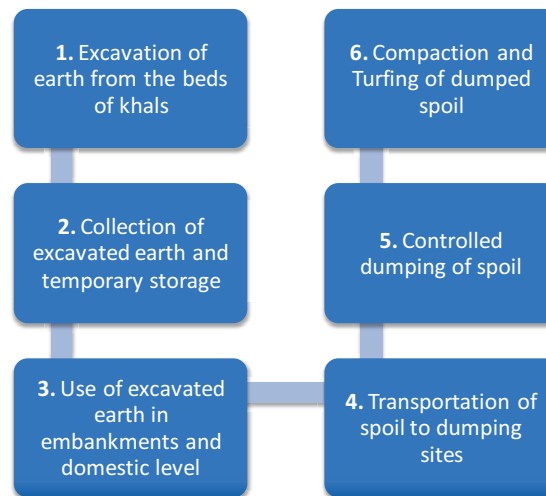 1. Excavation of
earth from the beds
of khals
2. Collection of
excavated earth and
temporary storage
3. Use of excavated
earth in
embankments and
domestic level
4. Transportation of
spoil to dumping
sites
5. Controlled
dumping of spoil
6. Compaction and
Turfing of dumped
spoil